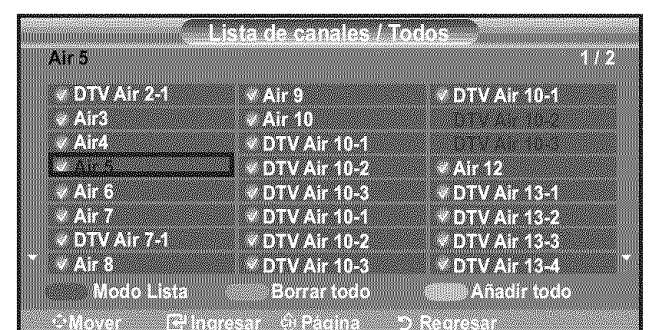 Lista de canales / Todos
Air 5 1 / 2
DTV Air 2-1 Air 9 DTV Air 10-1
Air3 Air 10 DTV Air 10-2
Air4 DTV Air 10-1 DTV Air 10-3
Air 5 DTV Air 10-2 Air 12
Air 6 DTV Air 10-3 DTV Air 13-1
Air 7 DTV Air 10-1 DTV Air 13-2
DTV Air 7-1 DTV Air 10-2 DTV Air 13-3
Air 8 DTV Air 10-3 DTV Air 13-4
Modo Lista Borrar todo Añadir todo
Mover Ingresar Página Regresar